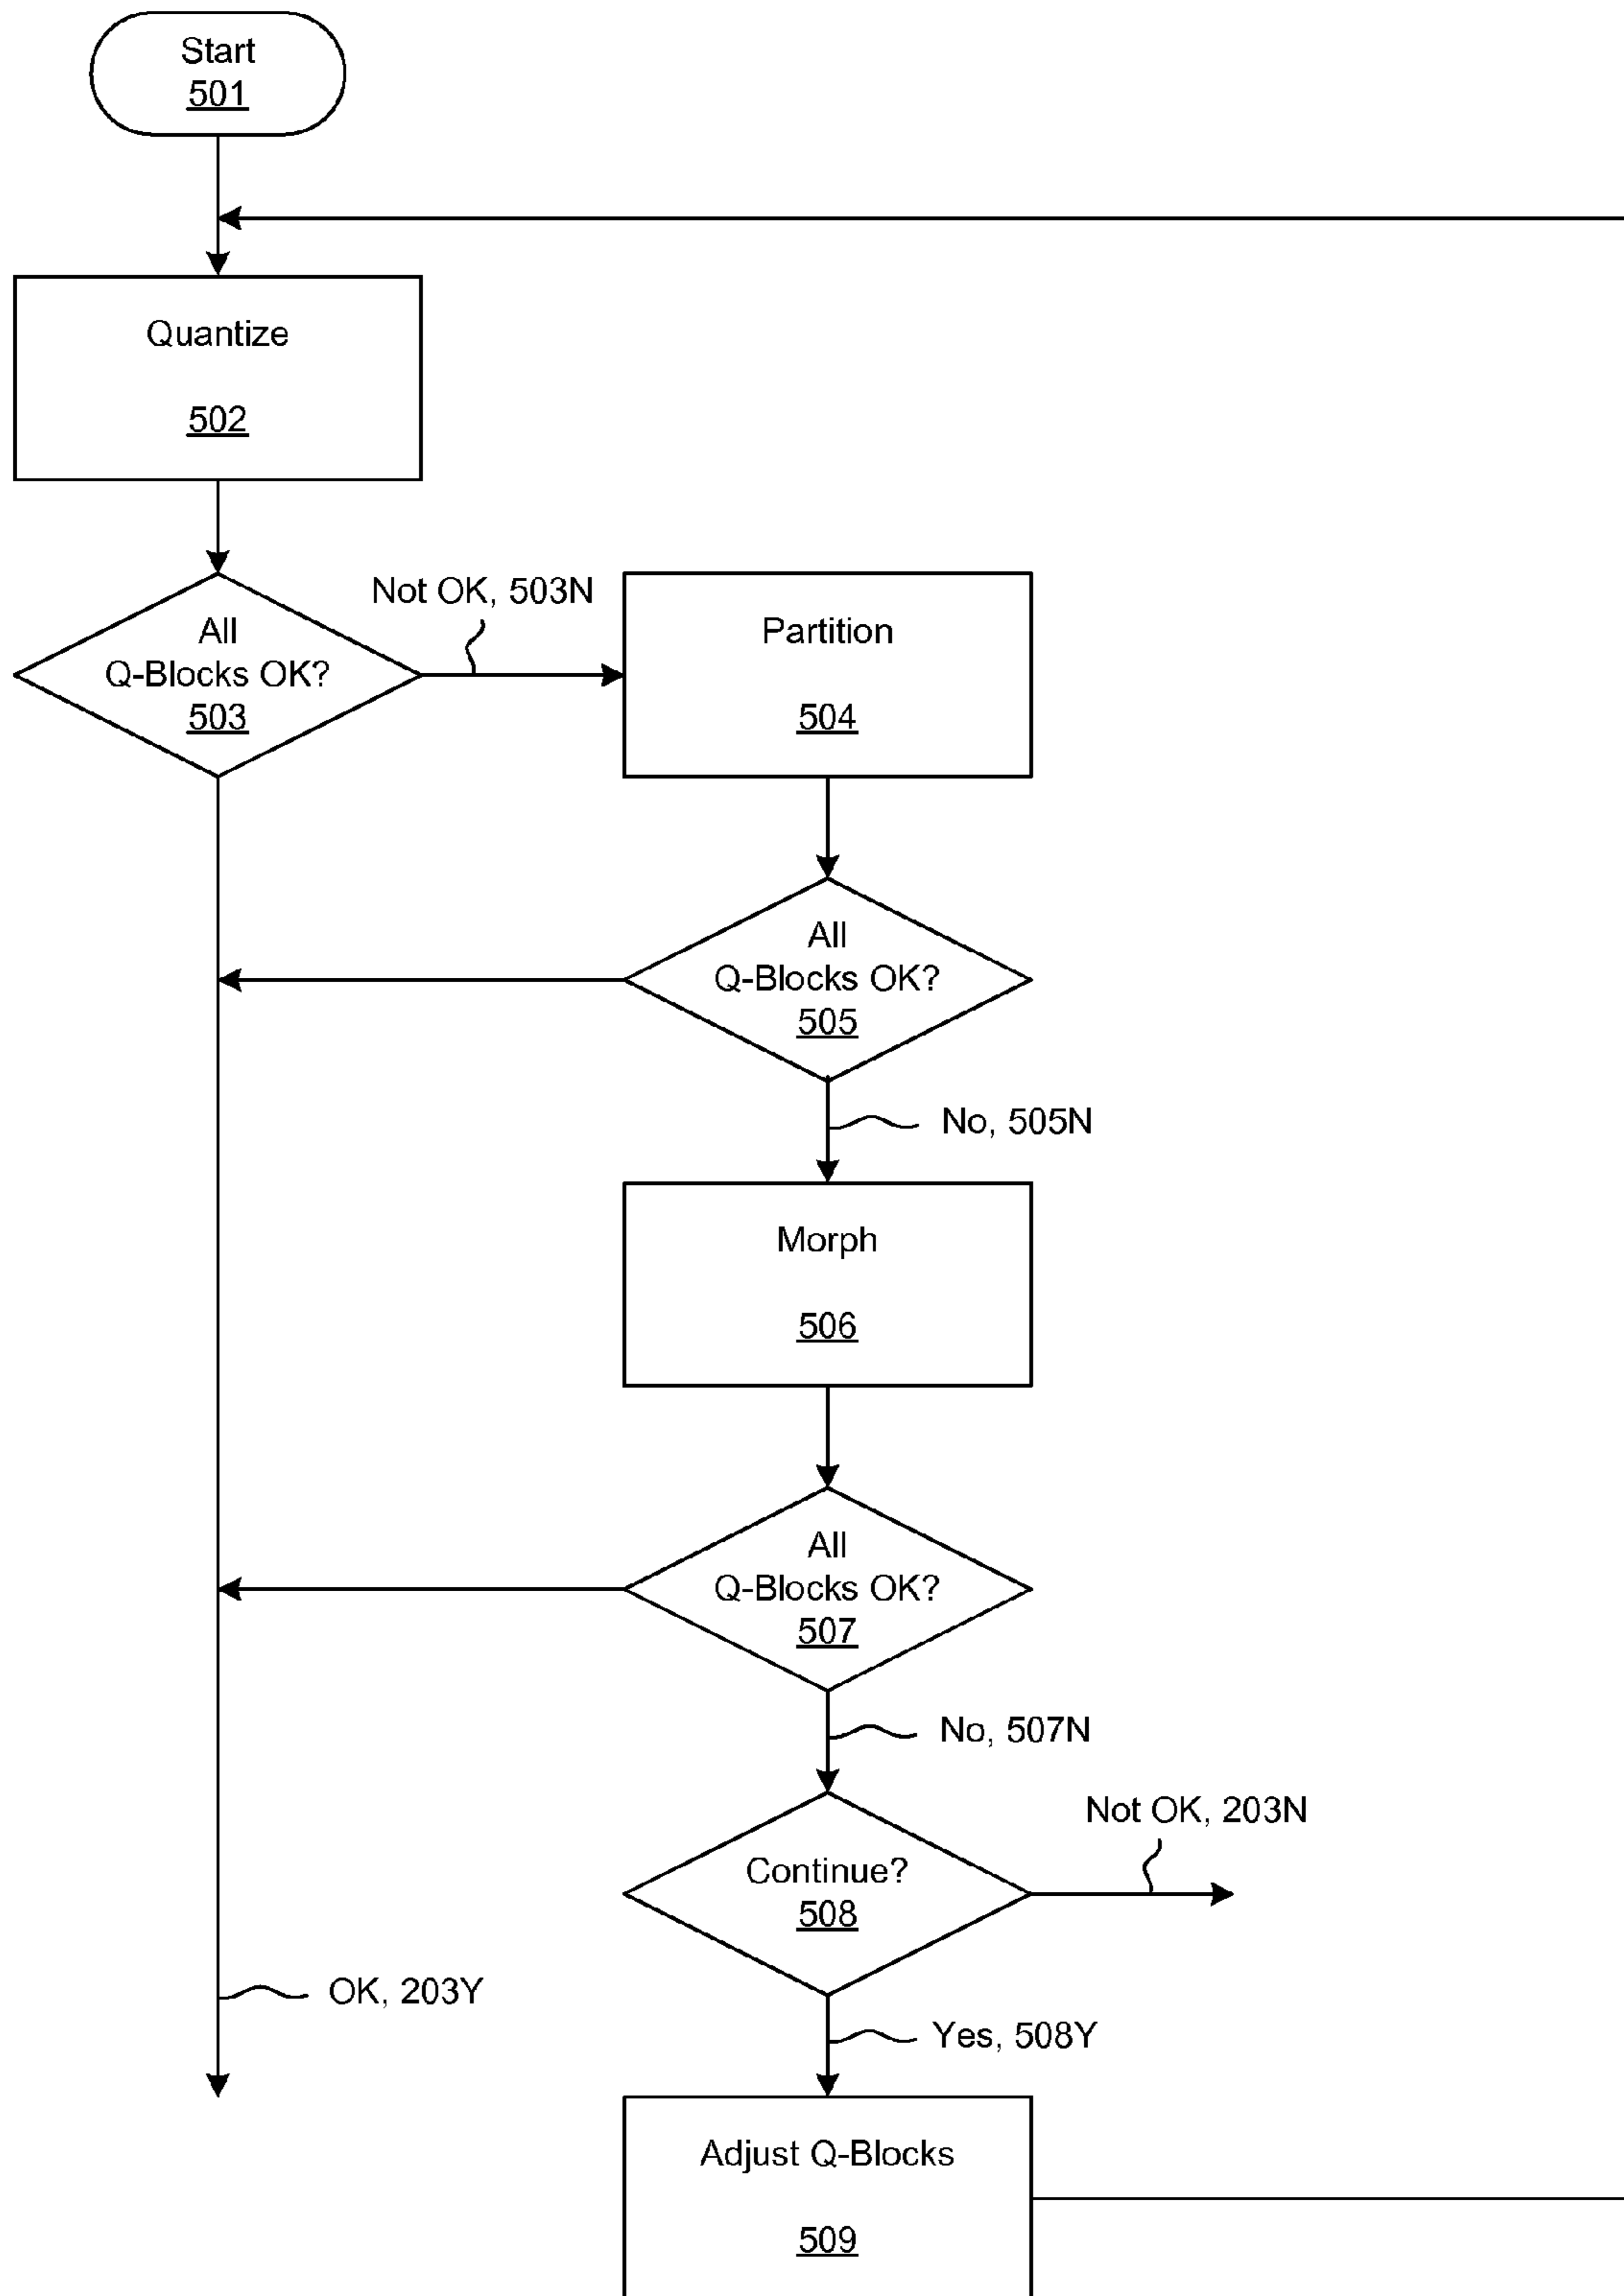 Start
501
Quantize
502
All
Q-Blocks OK?
503
Not OK, 503N
Partition
504
All
Q-Blocks OK?
505
No, 505N
Morph
506
All
Q-Blocks OK?
507
No, 507N
Continue?
508
Not OK, 203N
OK, 203Y
Yes, 508Y
Adjust Q-Blocks
509